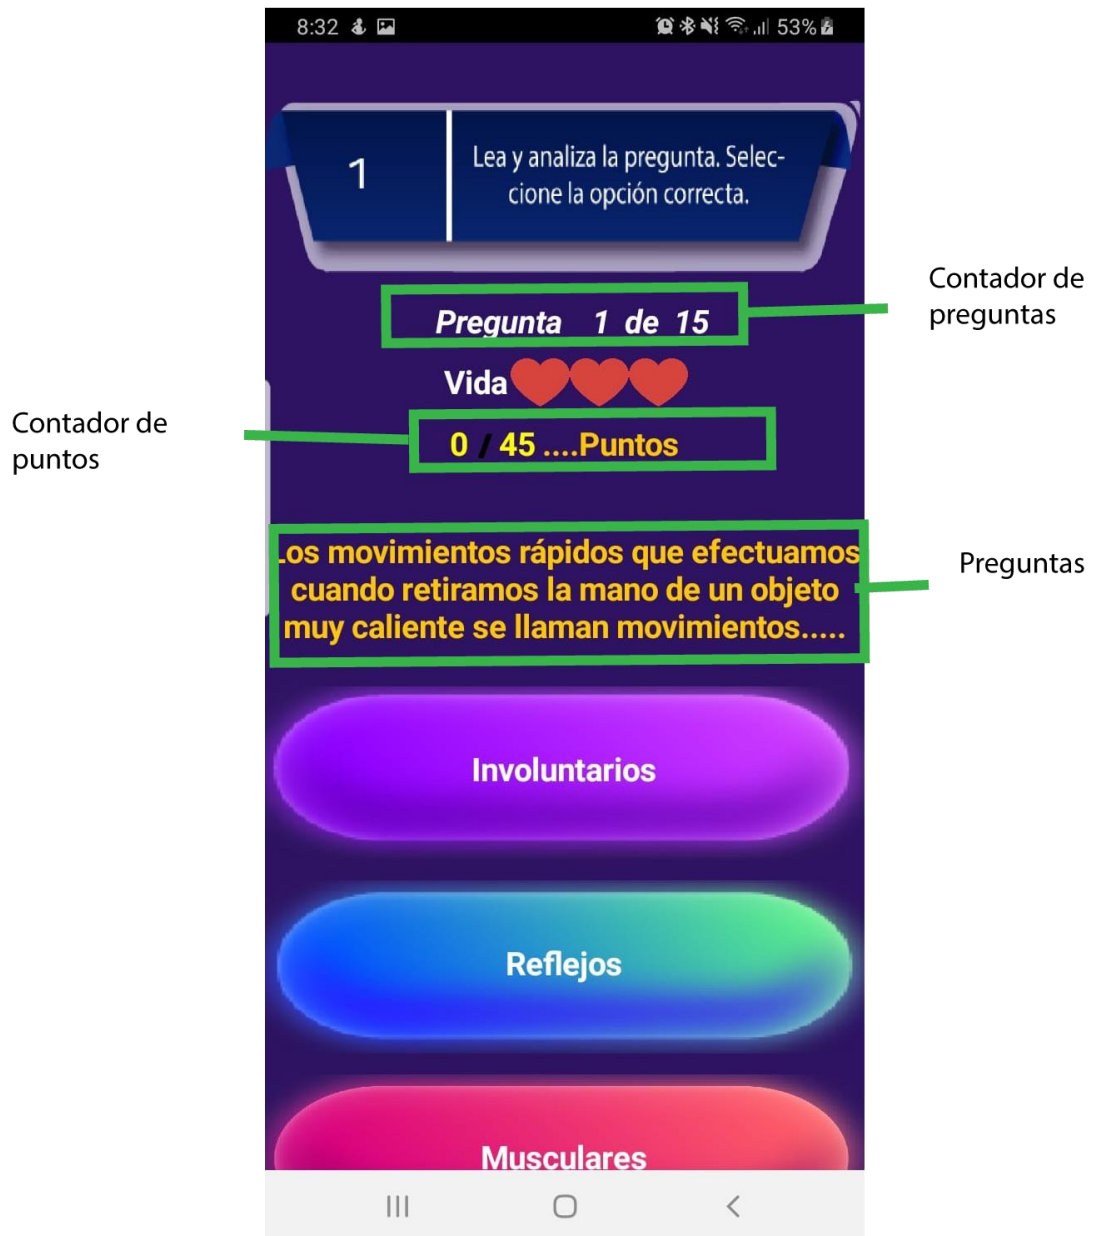 8:32
53%
1
Lea y analiza la pregunta. Selec-
cione la opción correcta.
Contador de
preguntas
Pregunta 1 de 15
Vida
Contador de
puntos
0 / 45 ....Puntos
Los movimientos rápidos que efectuamos
cuando retiramos la mano de un objeto
muy caliente se llaman movimientos.....
Preguntas
Involuntarios
Reflejos
Musculares